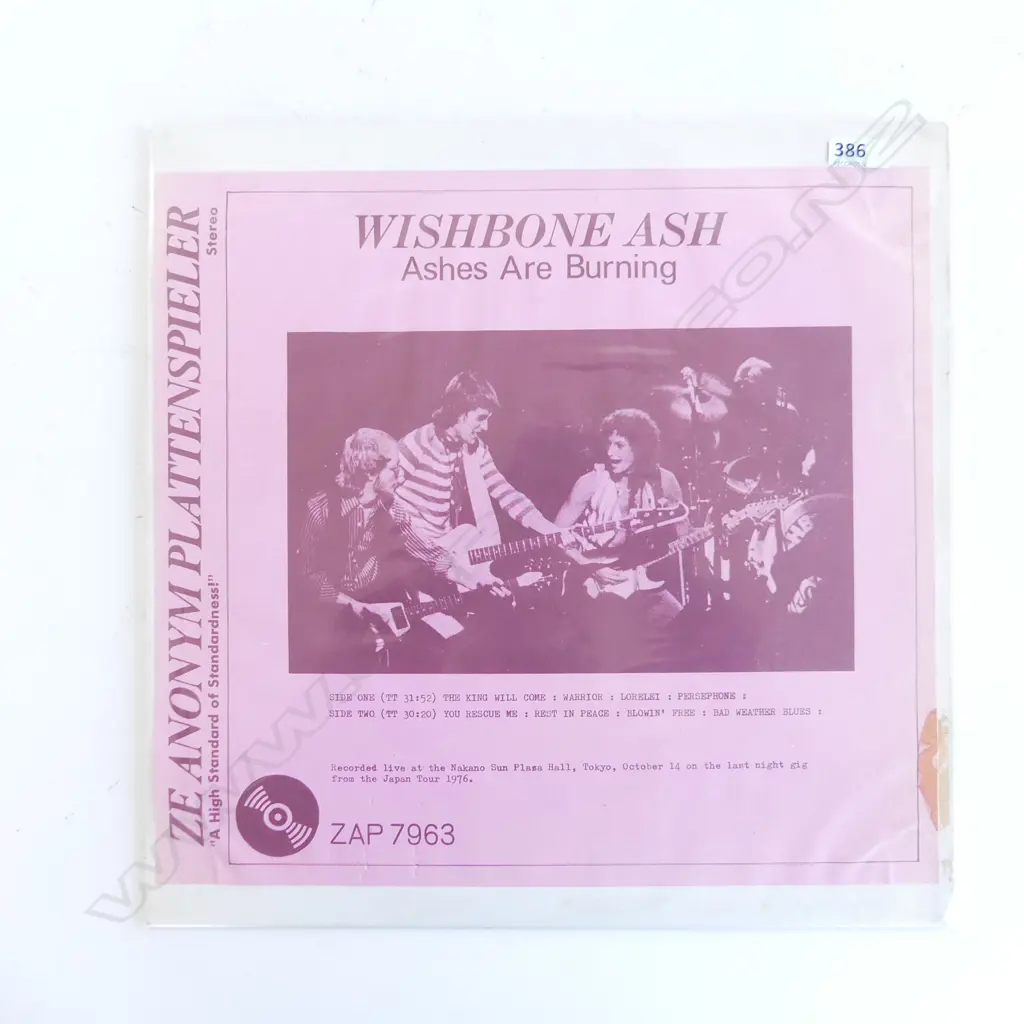 386
WISHBONE ASH
Ashes Are Burning
ZE ANONYM PLATTENSPIELER
"A High Standard of Standardness!"
Stereo
SIDE ONE (TT 31:52) THE KING WILL COME : WARRIOR : LORELEI : PERSEPHONE :
SIDE TWO (TT 30:20) YOU RESCUE ME : REST IN PEACE : BLOWIN' FREE : BAD WEATHER BLUES :
Recorded live at the Nakano Sun Plaza Hall, Tokyo, October 14 on the last night gig
from the Japan Tour 1976.
ZAP 7963